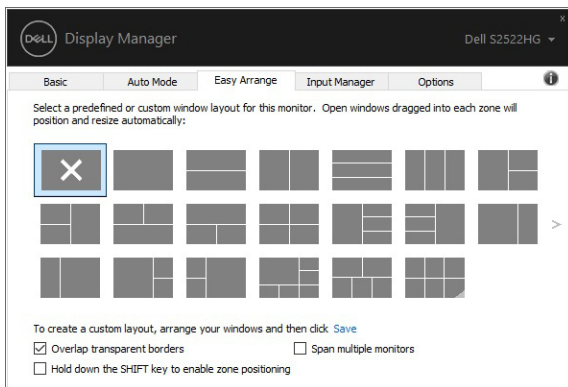 x
DELL Display Manager
Dell S2522HG
Basic Auto Mode Easy Arrange Input Manager Options i
Select a predefined or custom window layout for this monitor. Open windows dragged into each zone will
position and resize automatically:
>
To create a custom layout, arrange your windows and then click Save
Overlap transparent borders Span multiple monitors
Hold down the SHIFT key to enable zone positioning